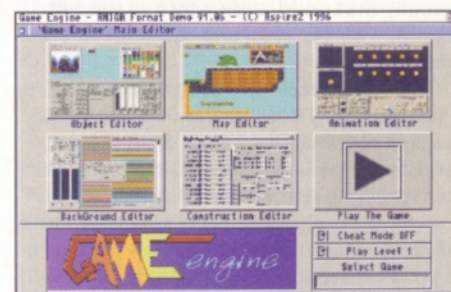 Game Engine - AMIGA Format Demo V1.06 - (C) Aspire2 1996
'Game Engine' Main Editor
Object Editor
Map Editor
Animation Editor
BackGround Editor
Construction Editor
Play The Game
GAME engine
Cheat Mode OFF
Play Level 1
Select Game